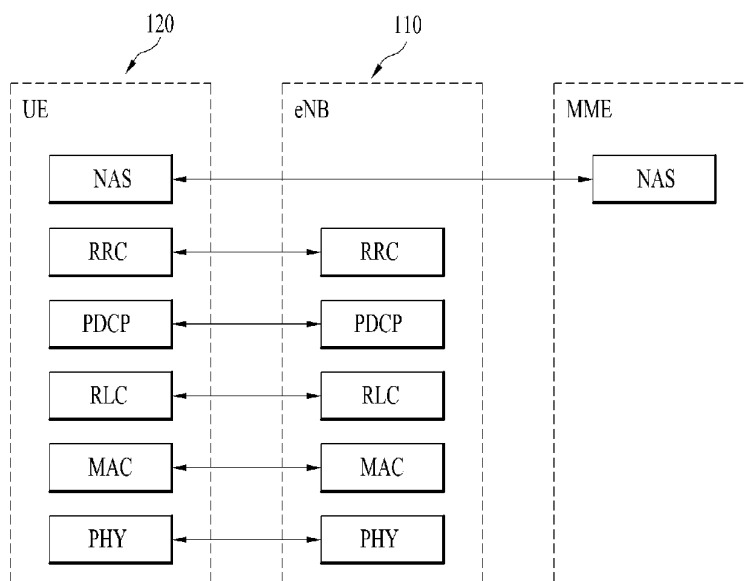 120
110
UE
eNB
MME
NAS
NAS
RRC
RRC
PDCP
PDCP
RLC
RLC
MAC
MAC
PHY
PHY